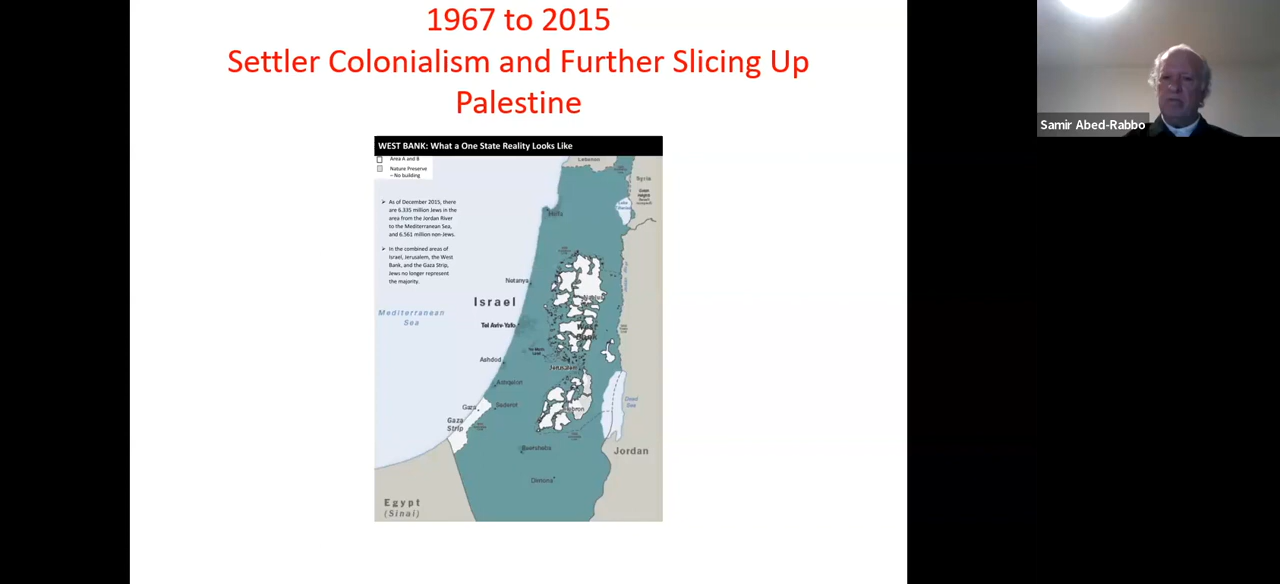 1967 to 2015
Settler Colonialism and Further Slicing Up
Palestine
WEST BANK: What a One State Reality Looks Like
Area A and B
Nature Preserve
– No building
➢ As of December 2015, there
are 6.335 million Jews in the
area from the Jordan River
to the Mediterranean Sea,
and 6.561 million non-Jews.
➢ In the combined areas of
Israel, Jerusalem, the West
Bank, and the Gaza Strip,
Jews no longer represent
the majority.
Lebanon
Syria
Haifa
Netanya
Israel
Nablus
Mediterranean
Sea
Tel Aviv-Yafo
West
Bank
Ashdod
Jerusalem
Ashqelon
Gaza
Sederot
Hebron
Dead
Sea
Gaza
Strip
Beersheba
Jordan
Dimona
Egypt
(Sinai)
Samir Abed-Rabbo